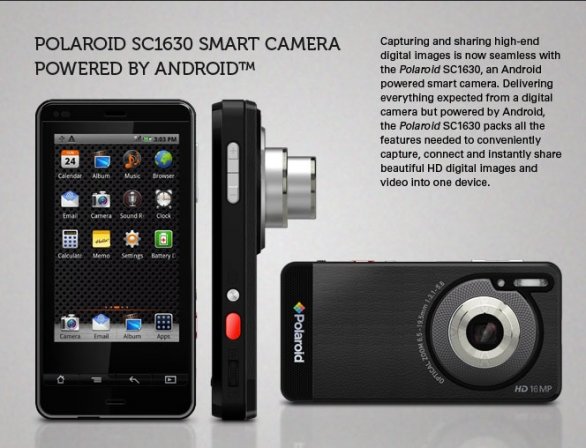 POLAROID SC1630 SMART CAMERA
POWERED BY ANDROID™
Capturing and sharing high-end
digital images is now seamless with
the Polaroid SC1630, an Android
powered smart camera. Delivering
everything expected from a digital
camera but powered by Android,
the Polaroid SC1630 packs all the
features needed to conveniently
capture, connect and instantly share
beautiful HD digital images and
video into one device.
3:03 PM
24
Calendar Album Music Browser
Email Camera Sound R Clock
Calculat Memo Settings Battery C
Camera Email Album Apps
Polaroid
HD 16 MP